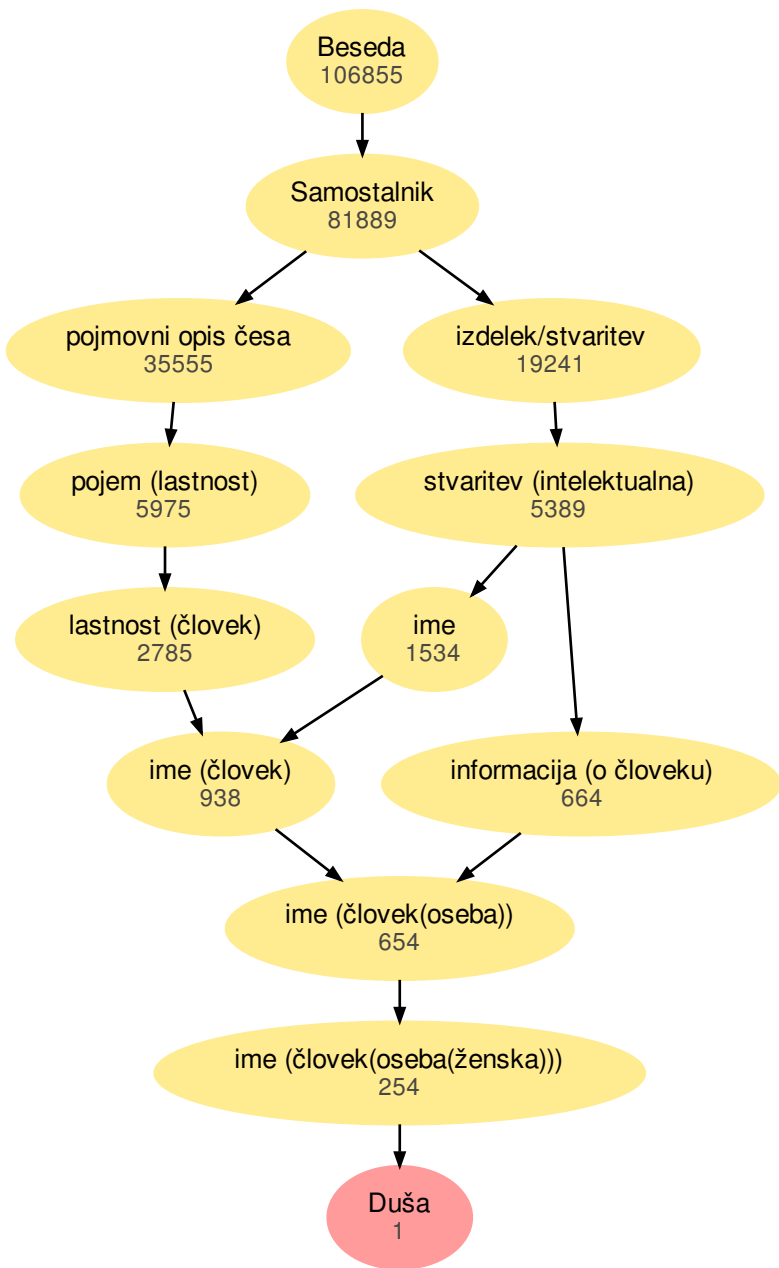 Beseda
106855
Samostalnik
81889
pojmovni opis česa
35555
izdelek/stvaritev
19241
pojem (lastnost)
5975
stvaritev (intelektualna)
5389
lastnost (človek)
2785
ime
1534
ime (človek)
938
informacija (o človeku)
664
ime (človek(oseba))
654
ime (človek(oseba(ženska)))
254
Duša
1